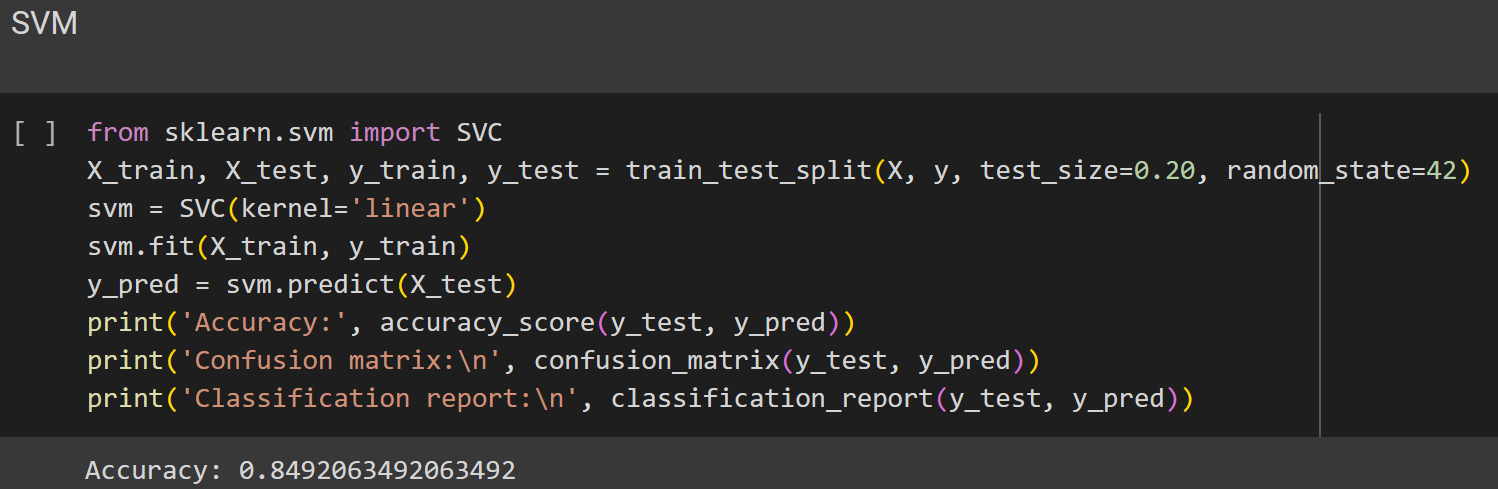 SVM
[ ] from sklearn.svm import SVC
X_train, X_test, y_train, y_test = train_test_split(X, y, test_size=0.20, random_state=42)
svm = SVC(kernel='linear')
svm.fit(X_train, y_train)
y_pred = svm.predict(X_test)
print('Accuracy:', accuracy_score(y_test, y_pred))
print('Confusion matrix:\n', confusion_matrix(y_test, y_pred))
print('Classification report:\n', classification_report(y_test, y_pred))
Accuracy: 0.8492063492063492